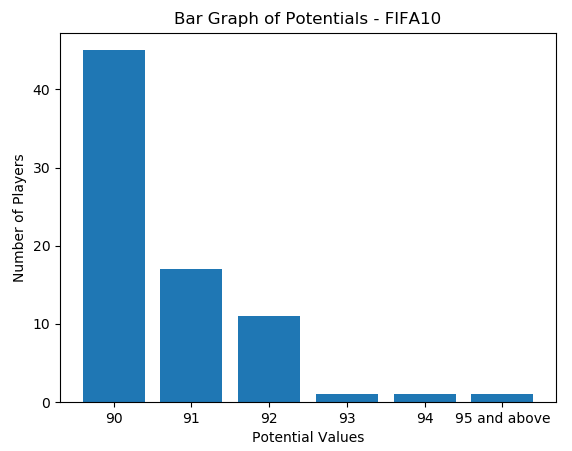 Bar Graph of Potentials - FIFA10
Number of Players
40
30
20
10
0
90 91 92 93 94 95 and above
Potential Values